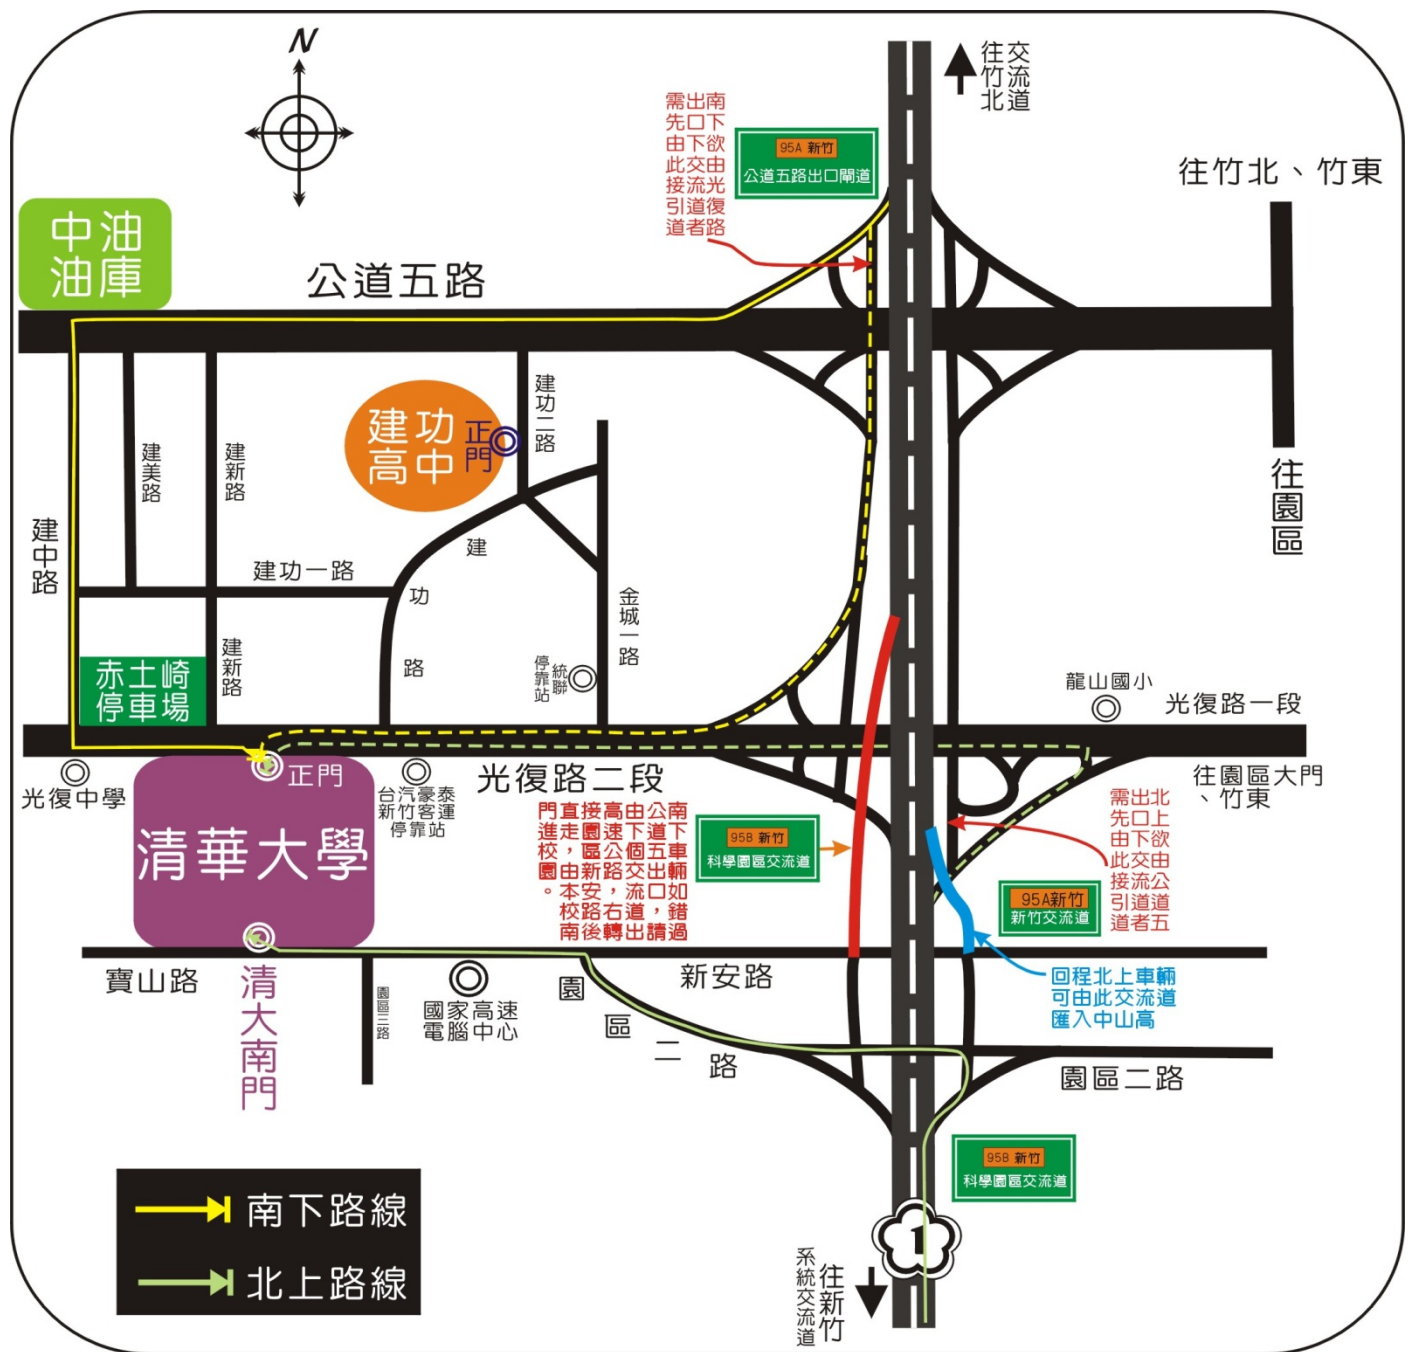 N
往竹北
交流道
南下欲由光復路
出口下交流道者
需先由此接引道
95A 新竹
公道五路出口閘道
往竹北、竹東
中油
油庫
公道五路
建功
高中
正門
建功二路
建美路
建新路
往園區
建中路
建功一路
建功路
金城一路
建新路
赤土崎
停車場
統聯
停靠站
龍山國小
光復路一段
正門
光復中學
台汽豪泰
新竹客運
停靠站
光復路二段
往園區大門
、竹東
清華大學
南下車輛如錯過
公道五出口,請
由下個交流道出
高速公路,右轉
接園區新安路後
直走,由本校南
門進校園。
95B 新竹
科學園區交流道
北上欲由公道五
出口下交流道者
需先由此接引道
95A新竹
新竹交流道
寶山路
清大南門
園區三路
國家高速
電腦中心
新安路
園區二路
回程北上車輛
可由此交流道
匯入中山高
園區二路
95B 新竹
科學園區交流道
1
往新竹
系統交流道
南下路線
北上路線